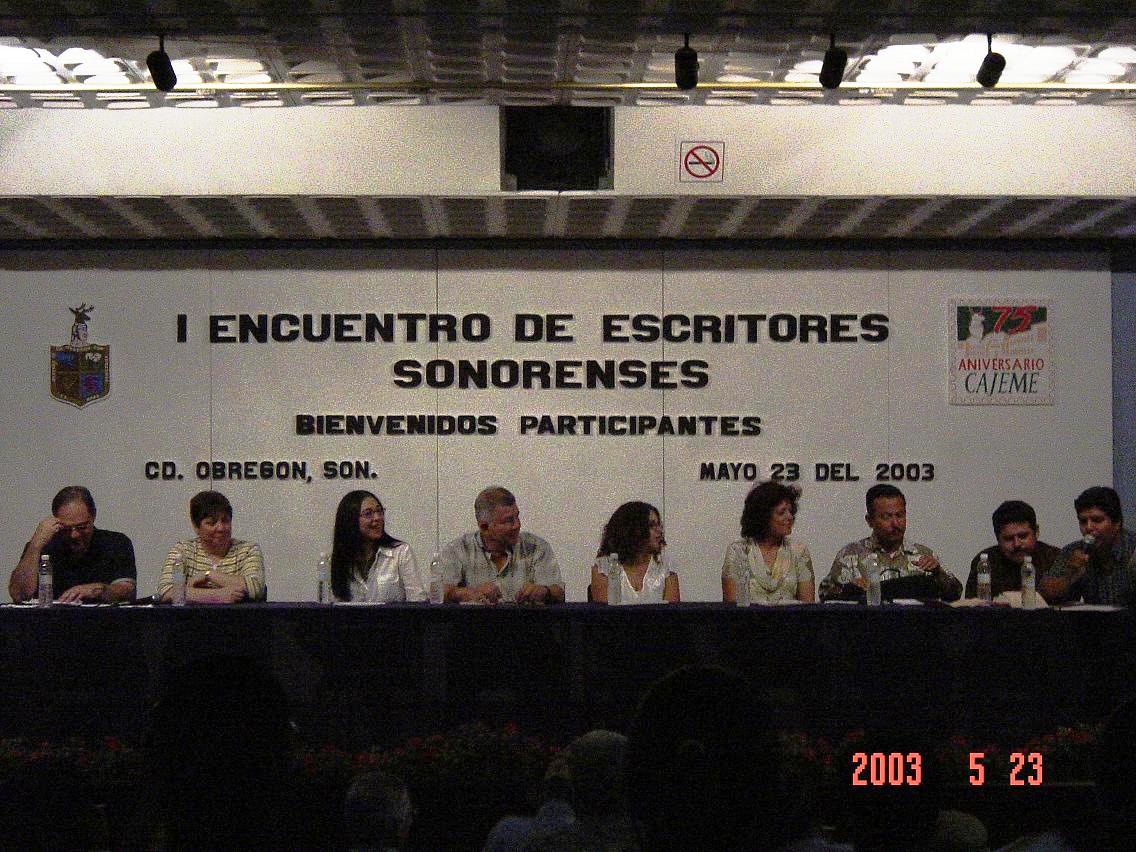 I ENCUENTRO DE ESCRITORES
SONORENSES
BIENVENIDOS PARTICIPANTES
CD. OBREGON, SON.
MAYO 23 DEL 2003
75
ANIVERSARIO
CAJEME
2003 5 23